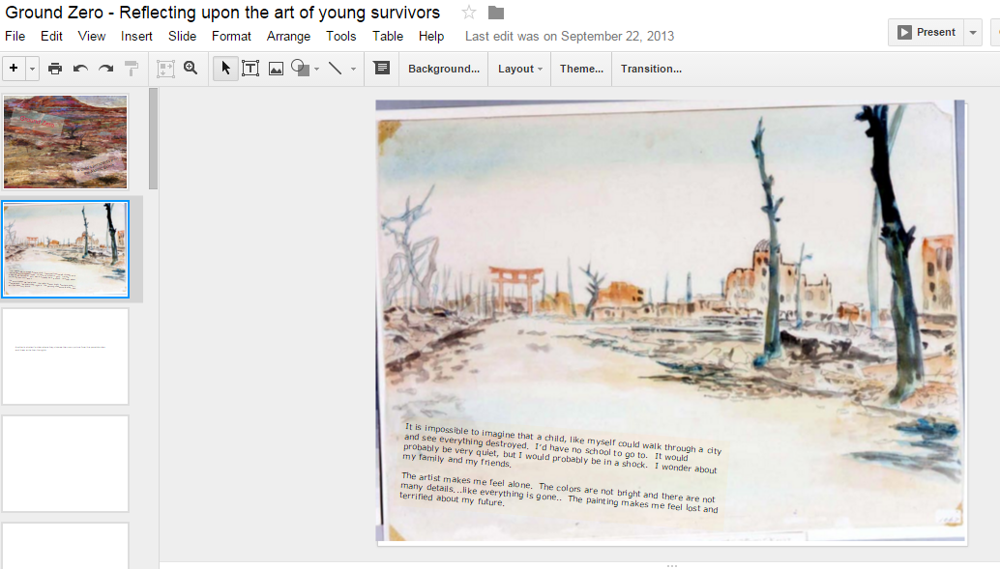 Ground Zero - Reflecting upon the art of young survivors
File Edit View Insert Slide Format Arrange Tools Table Help Last edit was on September 22, 2013
Present
Background... Layout Theme... Transition...
It is impossible to imagine that a child, like myself could walk through a city
and see everything destroyed. I'd have no school to go to. It would
probably be very quiet, but I would probably be in a shock. I wonder about
my family and my friends.
The artist makes me feel alone. The colors are not bright and there are not
many details...like everything is gone.. The painting makes me feel lost and
terrified about my future.